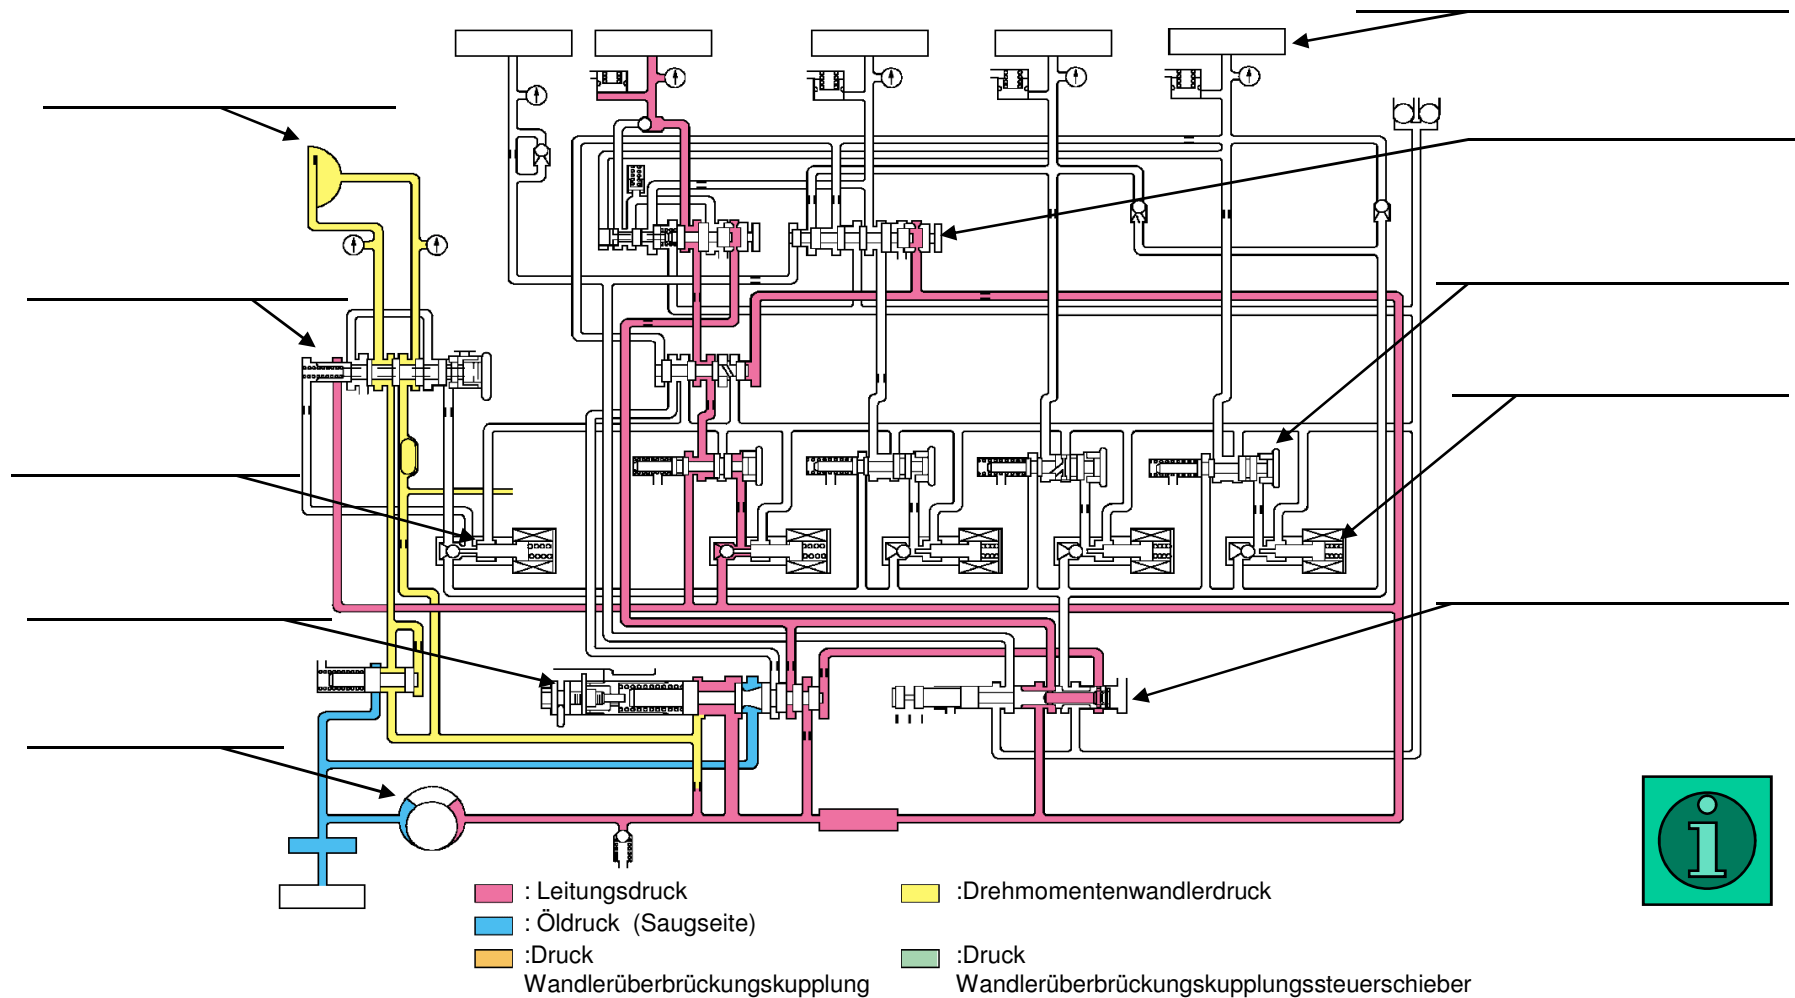 : Leitungsdruck
:Drehmomentenwandlerdruck
: Öldruck (Saugseite)
:Druck
Wandlerüberbrückungskupplung
:Druck
Wandlerüberbrückungskupplungssteuerschieber